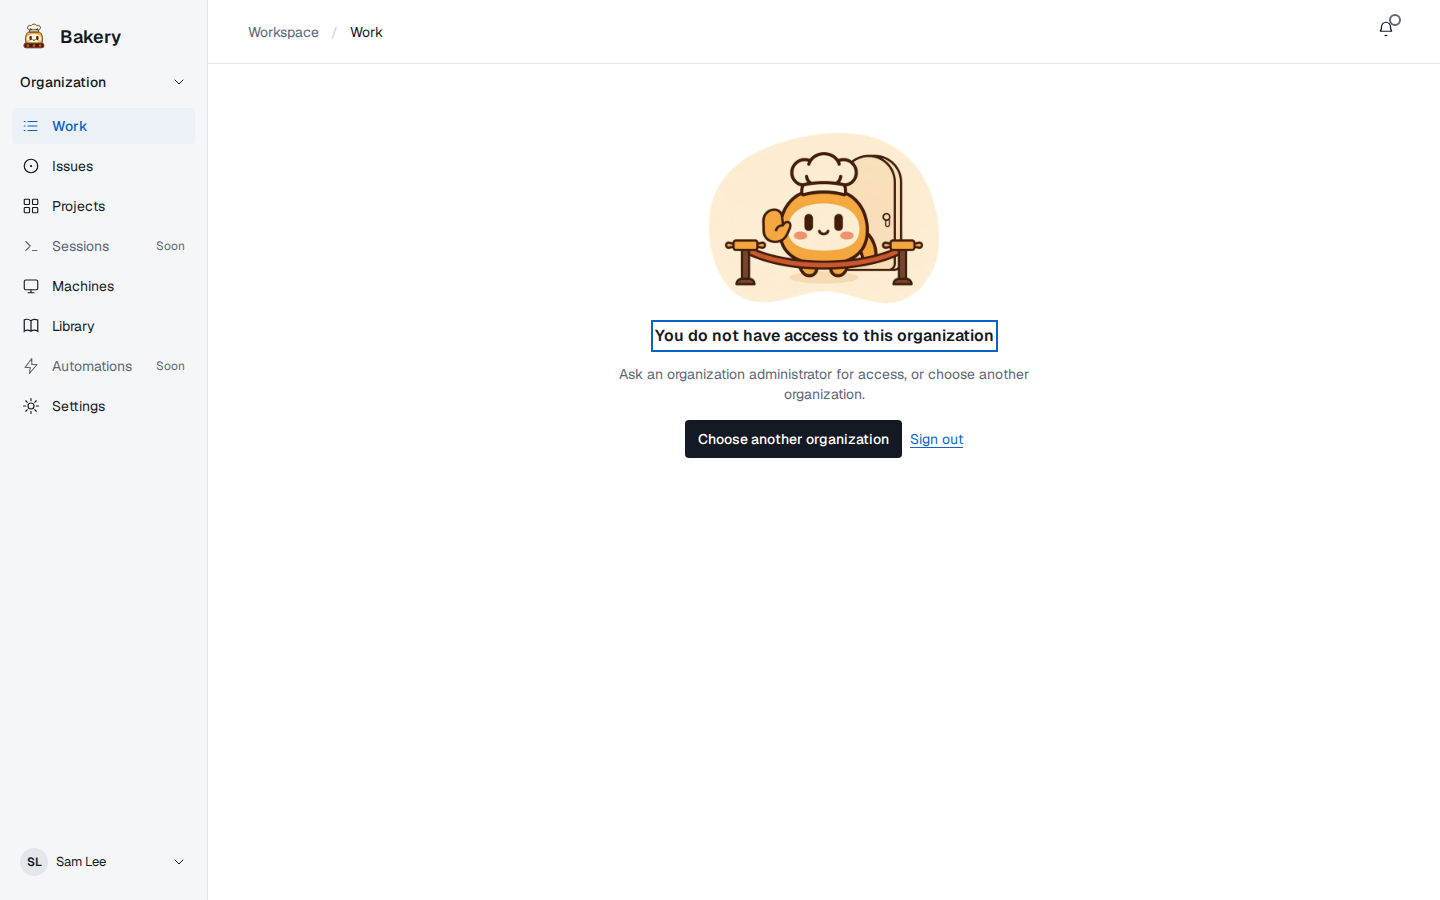 Bakery
Organization
Work
Issues
Projects
Sessions Soon
Machines
Library
Automations Soon
Settings
SL Sam Lee
Workspace / Work
You do not have access to this organization
Ask an organization administrator for access, or choose another
organization.
Choose another organization Sign out